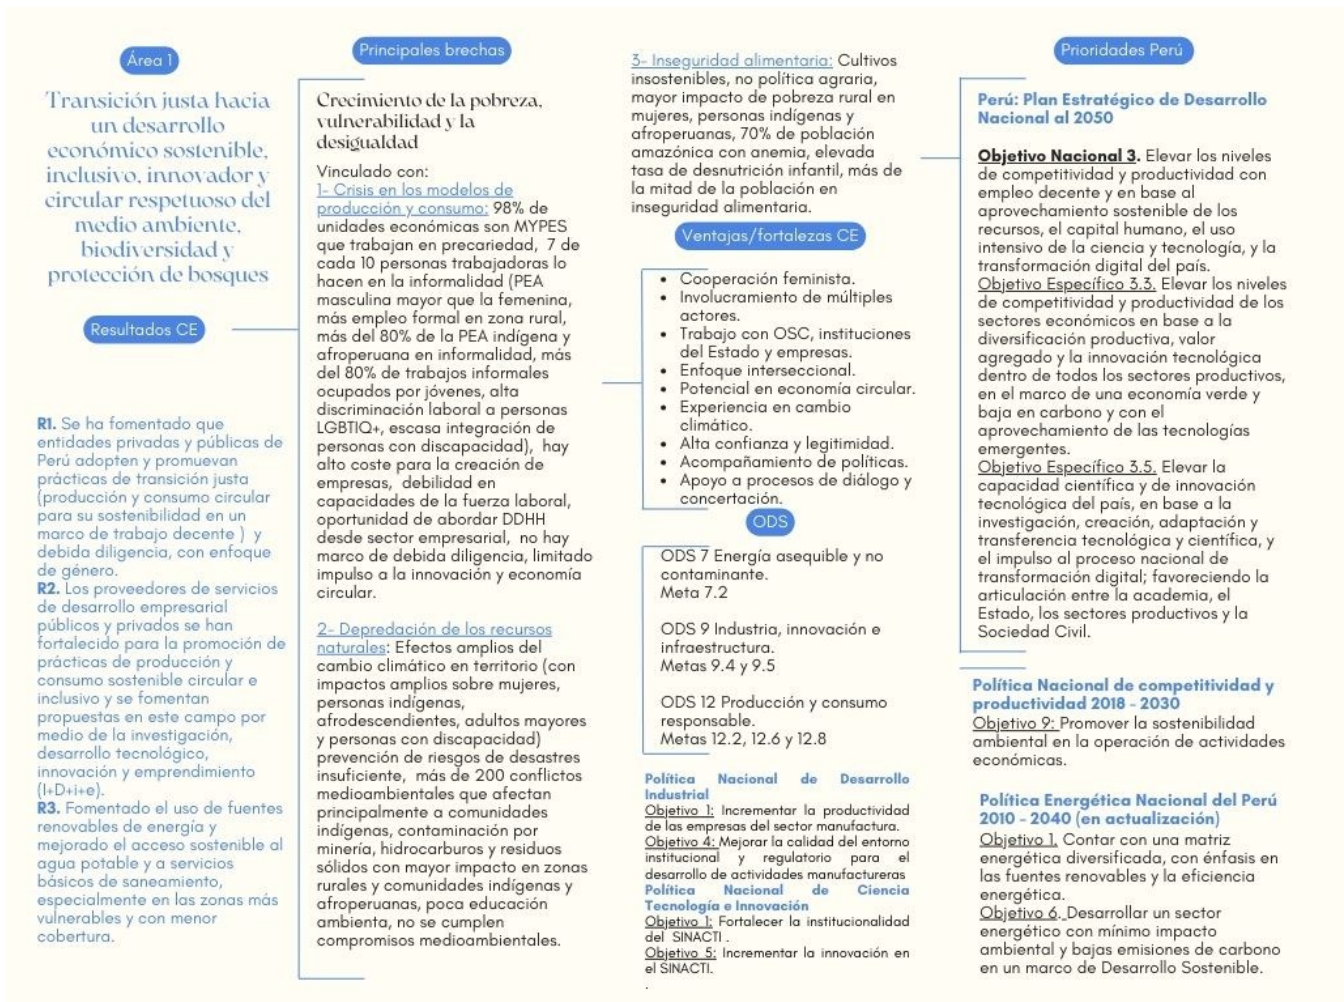 Área 1
Transición justa hacia
un desarrollo
económico sostenible,
inclusivo, innovador y
circular respetuoso del
medio ambiente,
biodiversidad y
protección de bosques
Resultados CE
R1. Se ha fomentado que
entidades privadas y públicas de
Perú adopten y promuevan
prácticas de transición justa
(producción y consumo circular
para su sostenibilidad en un
marco de trabajo decente ) y
debida diligencia, con enfoque
de género.
R2. Los proveedores de servicios
de desarrollo empresarial
públicos y privados se han
fortalecido para la promoción de
prácticas de producción y
consumo sostenible circular e
inclusivo y se fomentan
propuestas en este campo por
medio de la investigación,
desarrollo tecnológico,
innovación y emprendimiento
(I+D+i+e).
R3. Fomentado el uso de fuentes
renovables de energía y
mejorado el acceso sostenible al
agua potable y a servicios
básicos de saneamiento,
especialmente en las zonas más
vulnerables y con menor
cobertura.
Principales brechas
Crecimiento de la pobreza,
vulnerabilidad y la
desigualdad
Vinculado con:
1- Crisis en los modelos de
producción y consumo: 98% de
unidades económicas son MYPES
que trabajan en precariedad, 7 de
cada 10 personas trabajadoras lo
hacen en la informalidad (PEA
masculina mayor que la femenina,
más empleo formal en zona rural,
más del 80% de la PEA indígena y
afroperuana en informalidad, más
del 80% de trabajos informales
ocupados por jóvenes, alta
discriminación laboral a personas
LGBTIQ+, escasa integración de
personas con discapacidad), hay
alto coste para la creación de
empresas, debilidad en
capacidades de la fuerza laboral,
oportunidad de abordar DDHH
desde sector empresarial, no hay
marco de debida diligencia, limitado
impulso a la innovación y economía
circular.
2- Depredación de los recursos
naturales: Efectos amplios del
cambio climático en territorio (con
impactos amplios sobre mujeres,
personas indígenas,
afrodescendientes, adultos mayores
y personas con discapacidad)
prevención de riesgos de desastres
insuficiente, más de 200 conflictos
medioambientales que afectan
principalmente a comunidades
indígenas, contaminación por
minería, hidrocarburos y residuos
sólidos con mayor impacto en zonas
rurales y comunidades indígenas y
afroperuanas, poca educación
ambienta, no se cumplen
compromisos medioambientales.
3- Inseguridad alimentaria: Cultivos
insostenibles, no política agraria,
mayor impacto de pobreza rural en
mujeres, personas indígenas y
afroperuanas, 70% de población
amazónica con anemia, elevada
tasa de desnutrición infantil, más de
la mitad de la población en
inseguridad alimentaria.
Ventajas/fortalezas CE
• Cooperación feminista.
• Involucramiento de múltiples
actores.
• Trabajo con OSC, instituciones
del Estado y empresas.
• Enfoque interseccional.
• Potencial en economía circular.
• Experiencia en cambio
climático.
• Alta confianza y legitimidad.
• Acompañamiento de políticas.
• Apoyo a procesos de diálogo y
concertación.
ODS
ODS 7 Energía asequible y no
contaminante.
Meta 7.2
ODS 9 Industria, innovación e
infraestructura.
Metas 9.4 y 9.5
ODS 12 Producción y consumo
responsable.
Metas 12.2, 12.6 y 12.8
Política Nacional de Desarrollo
Industrial
Objetivo 1: Incrementar la productividad
de las empresas del sector manufactura.
Objetivo 4: Mejorar la calidad del entorno
institucional y regulatorio para el
desarrollo de actividades manufactureras
Política Nacional de Ciencia
Tecnología e Innovación
Objetivo 1: Fortalecer la institucionalidad
del SINACTI .
Objetivo 5: Incrementar la innovación en
el SINACTI.
.
Prioridades Perú
Perú: Plan Estratégico de Desarrollo
Nacional al 2050
Objetivo Nacional 3. Elevar los niveles
de competitividad y productividad con
empleo decente y en base al
aprovechamiento sostenible de los
recursos, el capital humano, el uso
intensivo de la ciencia y tecnología, y la
transformación digital del país.
Objetivo Específico 3.3. Elevar los niveles
de competitividad y productividad de los
sectores económicos en base a la
diversificación productiva, valor
agregado y la innovación tecnológica
dentro de todos los sectores productivos,
en el marco de una economía verde y
baja en carbono y con el
aprovechamiento de las tecnologías
emergentes.
Objetivo Específico 3.5. Elevar la
capacidad científica y de innovación
tecnológica del país, en base a la
investigación, creación, adaptación y
transferencia tecnológica y científica, y
el impulso al proceso nacional de
transformación digital; favoreciendo la
articulación entre la academia, el
Estado, los sectores productivos y la
Sociedad Civil.
Política Nacional de competitividad y
productividad 2018 - 2030
Objetivo 9: Promover la sostenibilidad
ambiental en la operación de actividades
económicas.
Política Energética Nacional del Perú
2010 - 2040 (en actualización)
Objetivo 1. Contar con una matriz
energética diversificada, con énfasis en
las fuentes renovables y la eficiencia
energética.
Objetivo 6. Desarrollar un sector
energético con mínimo impacto
ambiental y bajas emisiones de carbono
en un marco de Desarrollo Sostenible.